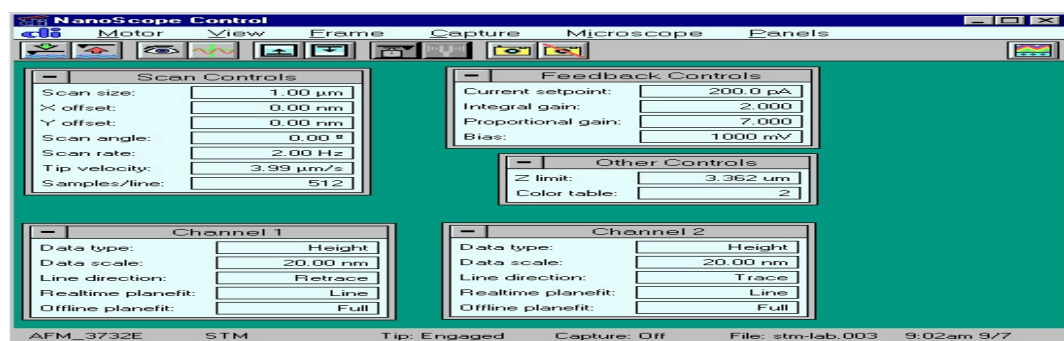 NanoScope Control
di Motor View Frame Capture Microscope Panels
Scan Controls
Scan size: 1.00 µm
X offset: 0.00 nm
Y offset: 0.00 nm
Scan angle: 0.00 º
Scan rate: 2.00 Hz
Tip velocity: 3.99 µm/s
Samples/line: 512
Feedback Controls
Current setpoint: 200.0 pA
Integral gain: 2.000
Proportional gain: 7.000
Bias: 1000 mV
Other Controls
Z limit: 3.362 um
Color table: 2
Channel 1
Data type: Height
Data scale: 20.00 nm
Line direction: Retrace
Realtime planefit: Line
Offline planefit: Full
Channel 2
Data type: Height
Data scale: 20.00 nm
Line direction: Trace
Realtime planefit: Line
Offline planefit: Full
AFM_3732E STM Tip: Engaged Capture: Off File: stm-lab.003 9:02am 9/7